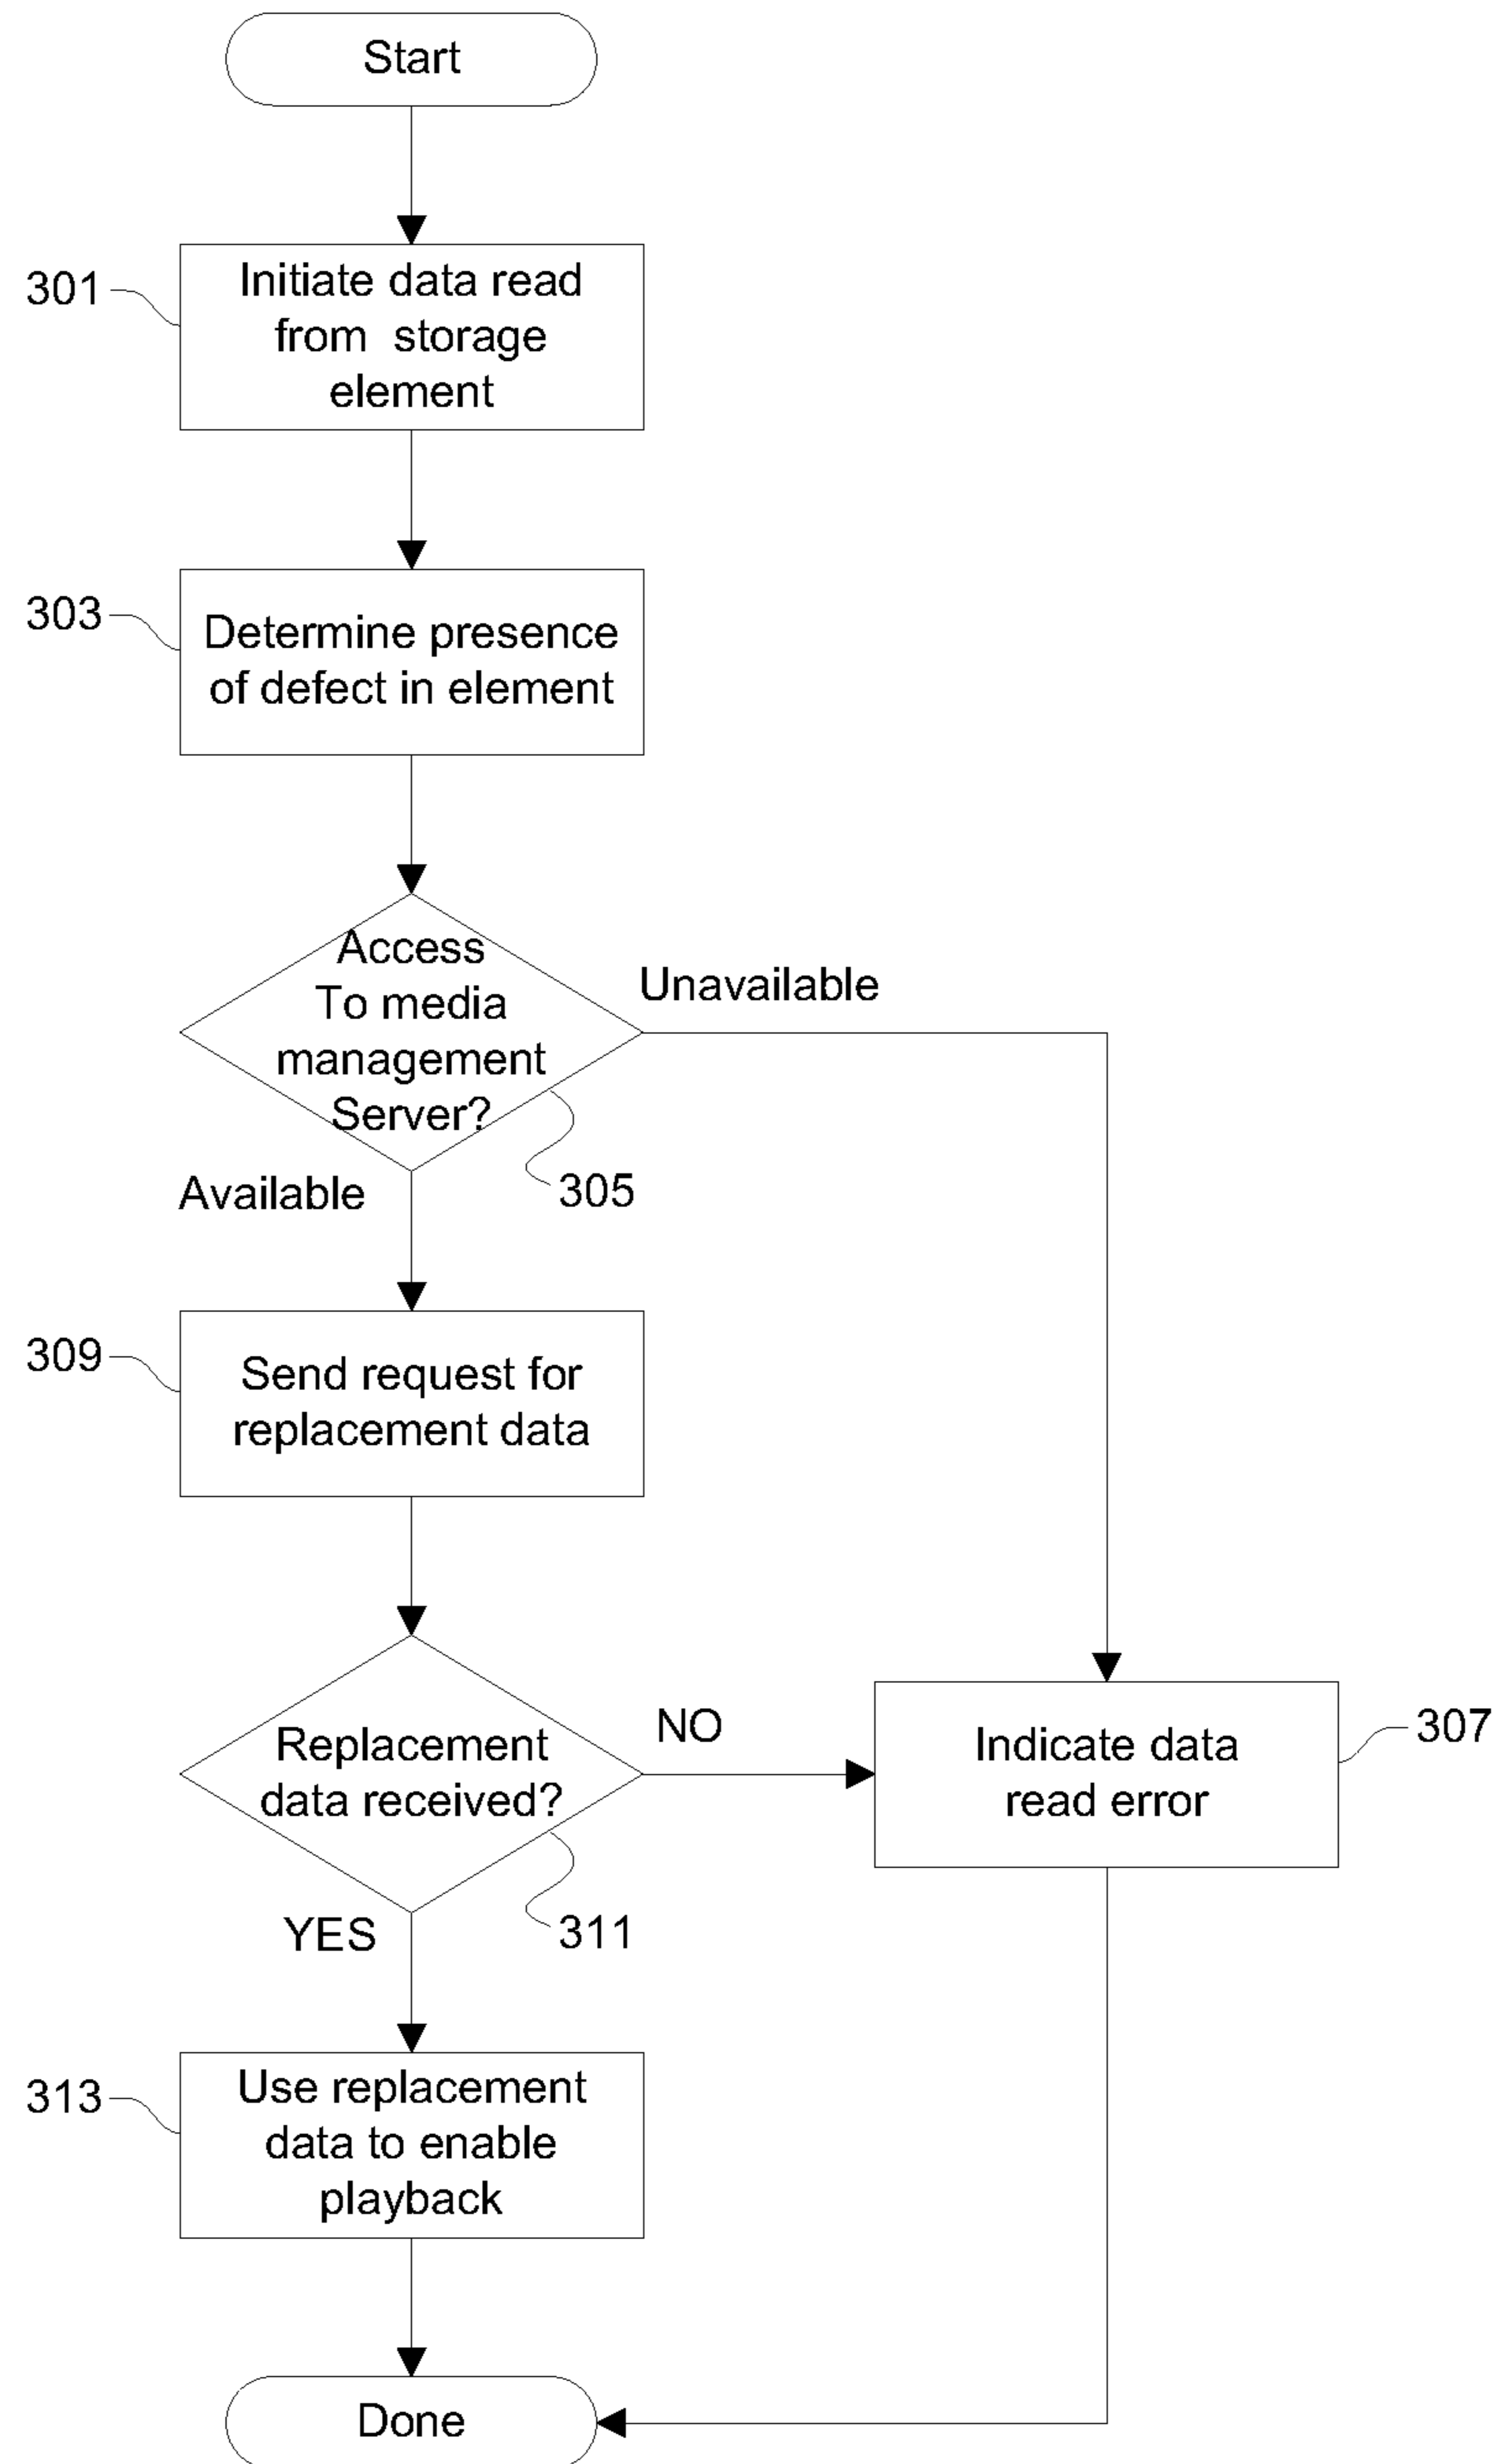 Start
301
Initiate data read
from storage
element
303
Determine presence
of defect in element
Access
To media
management
Server?
Unavailable
Available
305
309
Send request for
replacement data
Replacement
data received?
NO
Indicate data
read error
307
YES
311
313
Use replacement
data to enable
playback
Done